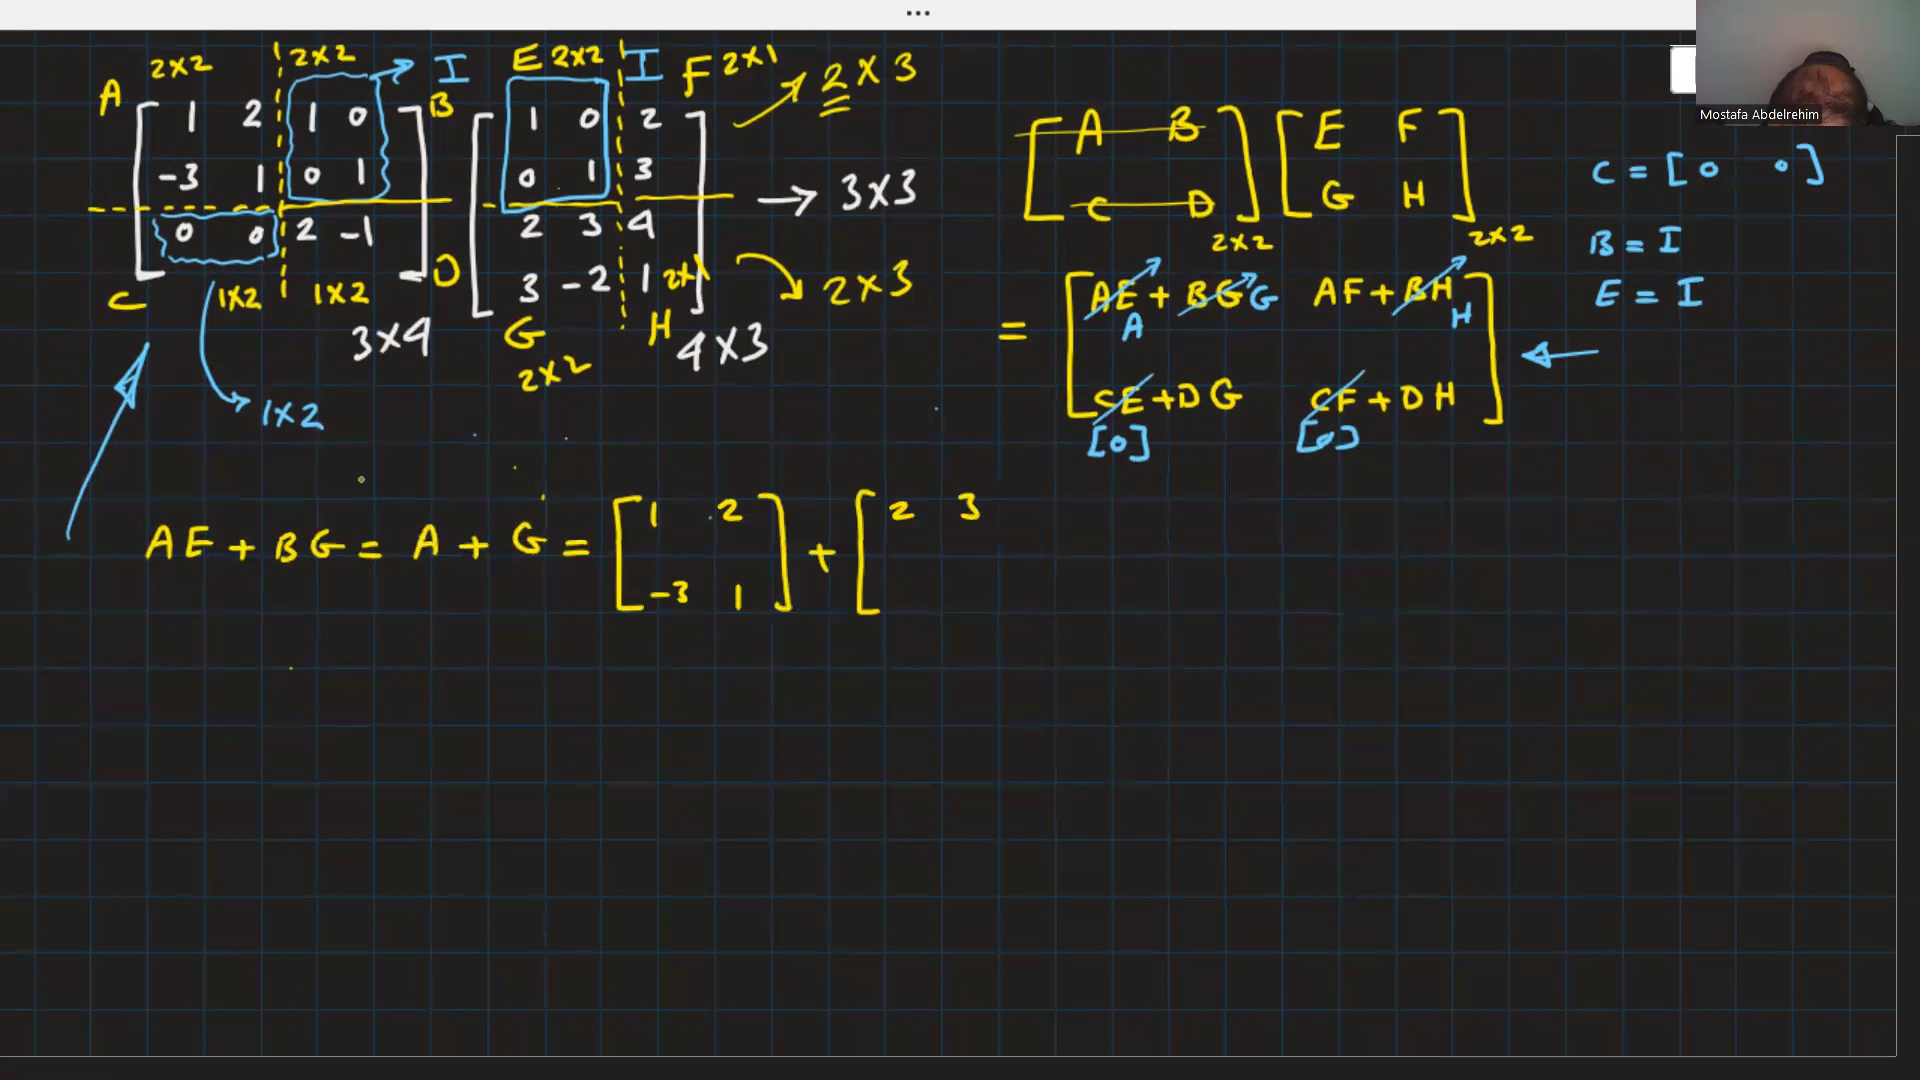 ...
A 2x2 2x2 I B
1 2 1 0
-3 1 0 1
0 0 2 -1
C 1x2 1x2 D
3x4
1x2
E 2x2 I F 2x1
1 0 2
0 1 3
2 3 4
3 -2 1 2x1
G H
2x2 4x3
2x3
→ 3x3
2x3
[A B] [E F]
[C D] [G H]
2x2 2x2
C = [0 0]
B = I
E = I
= [AE + BG G AF + BH
A H
CE + DG CF + DH]
[0] [0]
AE + BG = A + G = [1 2] + [2 3
-3 1
Mostafa Abdelrehim